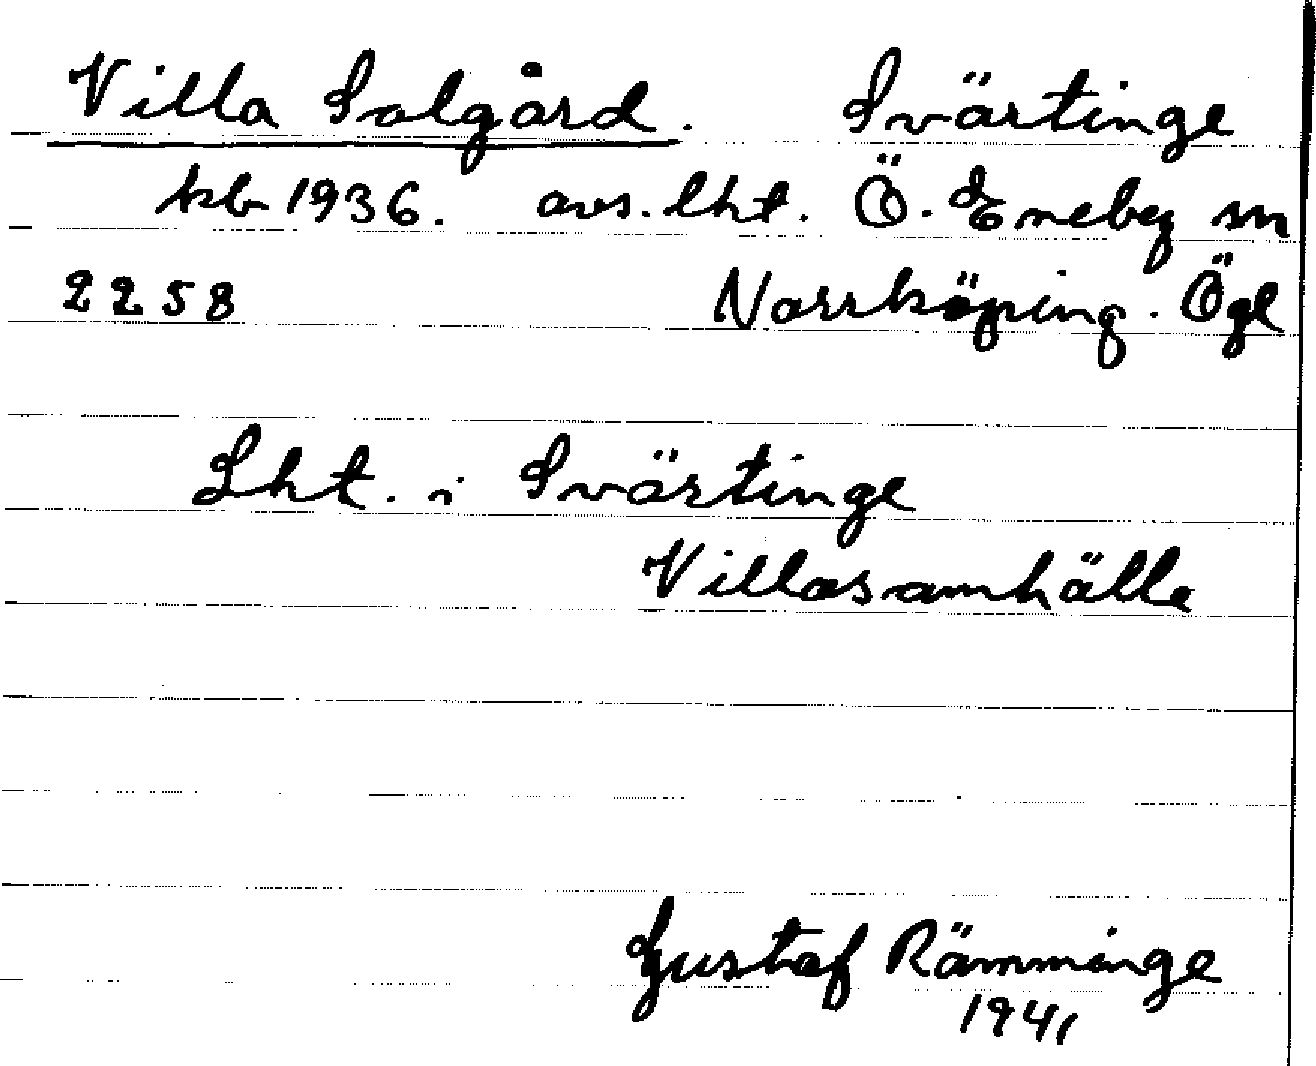 Villa Solgård. Svärtinge
kb 1936. avs. lht. Ö. Eneby sn
2258 Norrköping. Ögl
Lht. i Svärtinge
Villasamhälle
Gustaf Rämminge
1941